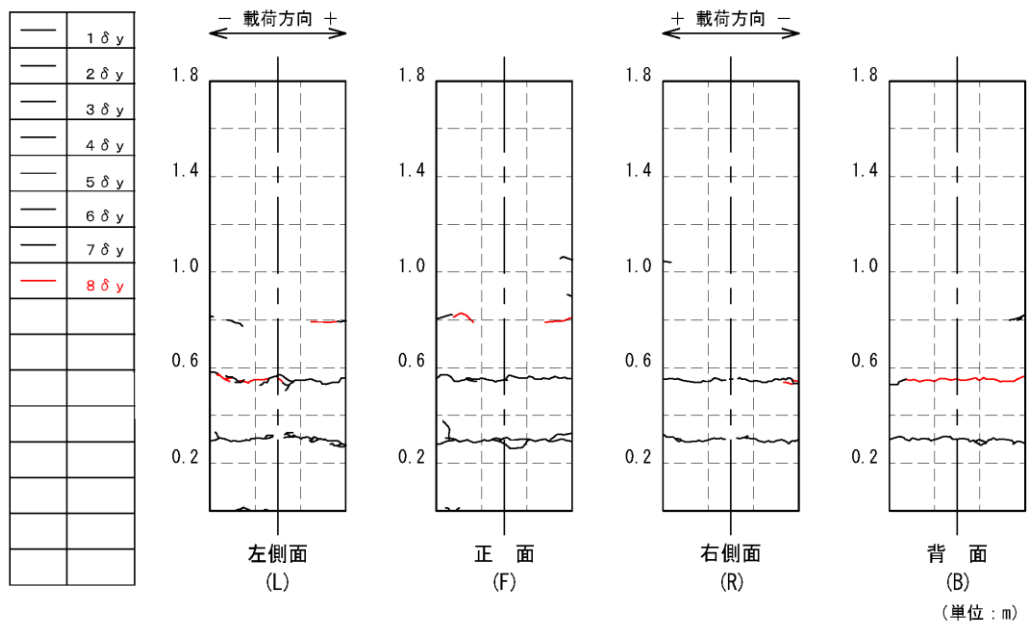 1δy
2δy
3δy
4δy
5δy
6δy
7δy
8δy
− 載荷方向 +
1.8
1.4
1.0
0.6
0.2
左側面
(L)
1.8
1.4
1.0
0.6
0.2
正 面
(F)
+ 載荷方向 −
1.8
1.4
1.0
0.6
0.2
右側面
(R)
1.8
1.4
1.0
0.6
0.2
背 面
(B)
(単位：m)